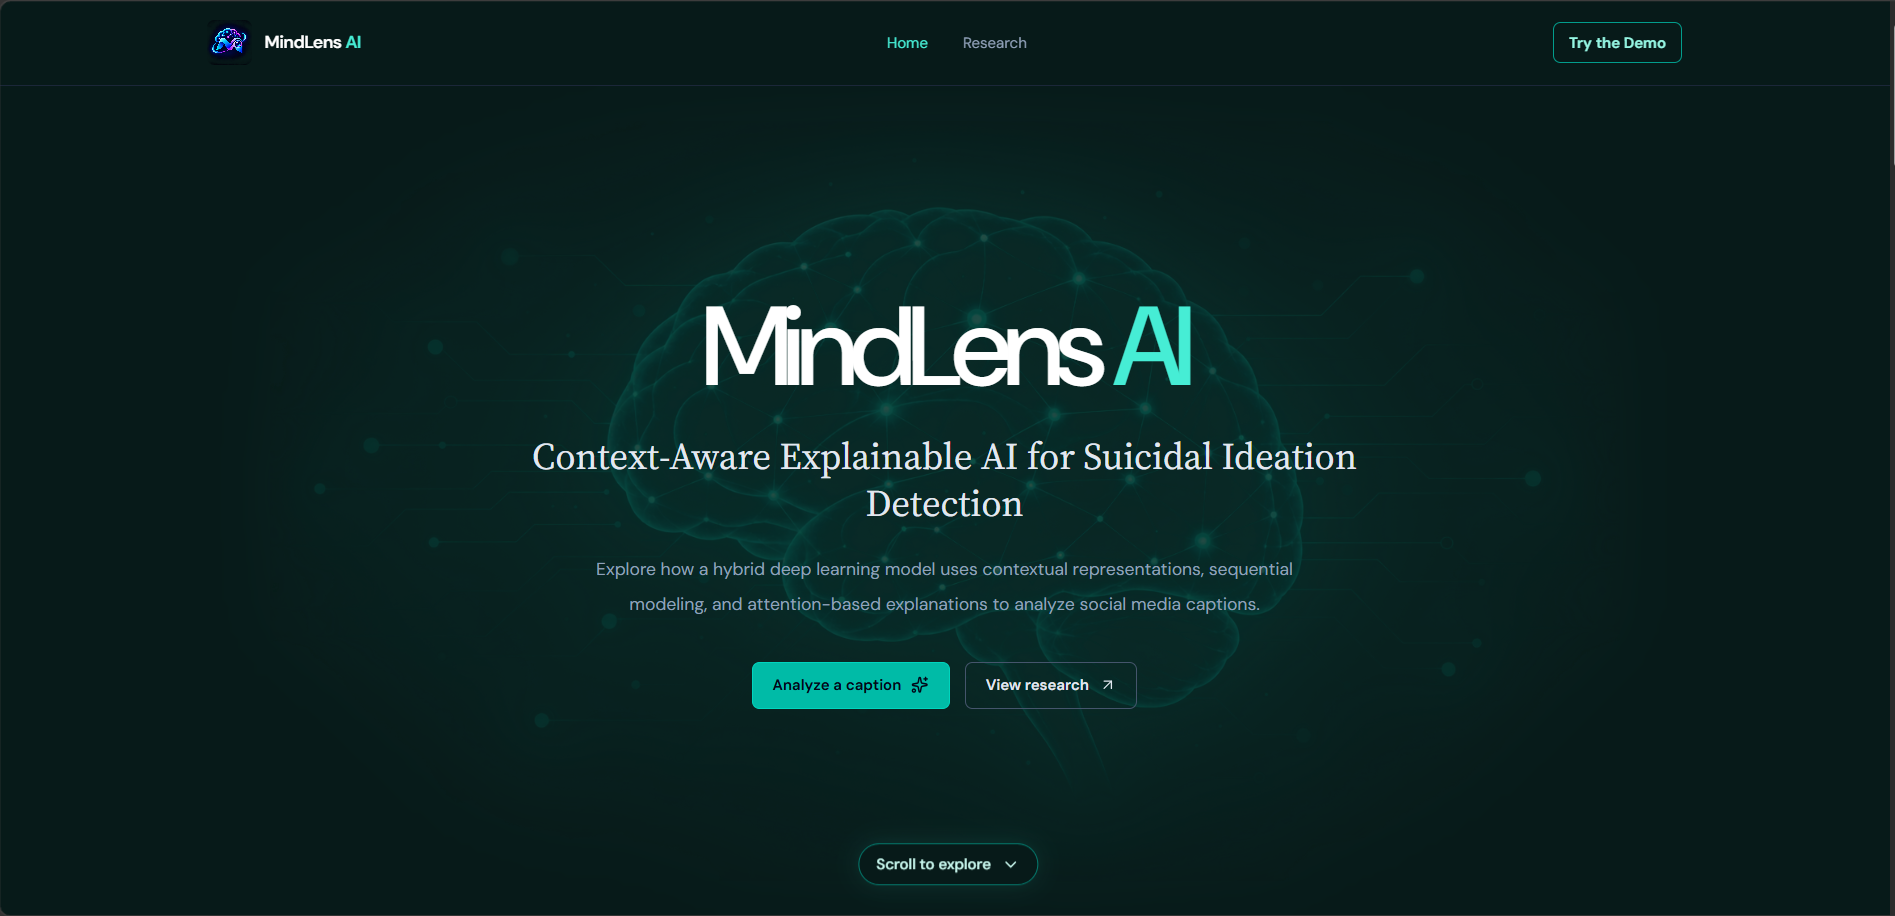 MindLens AI
Home
Research
Try the Demo
MindLens AI
Context-Aware Explainable AI for Suicidal Ideation
Detection
Explore how a hybrid deep learning model uses contextual representations, sequential
modeling, and attention-based explanations to analyze social media captions.
Analyze a caption
View research
Scroll to explore